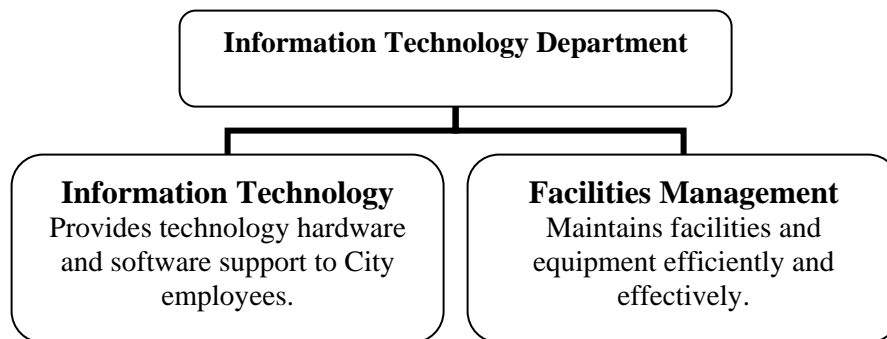 Information Technology Department
Information Technology
Provides technology hardware
and software support to City
employees.
Facilities Management
Maintains facilities and
equipment efficiently and
effectively.